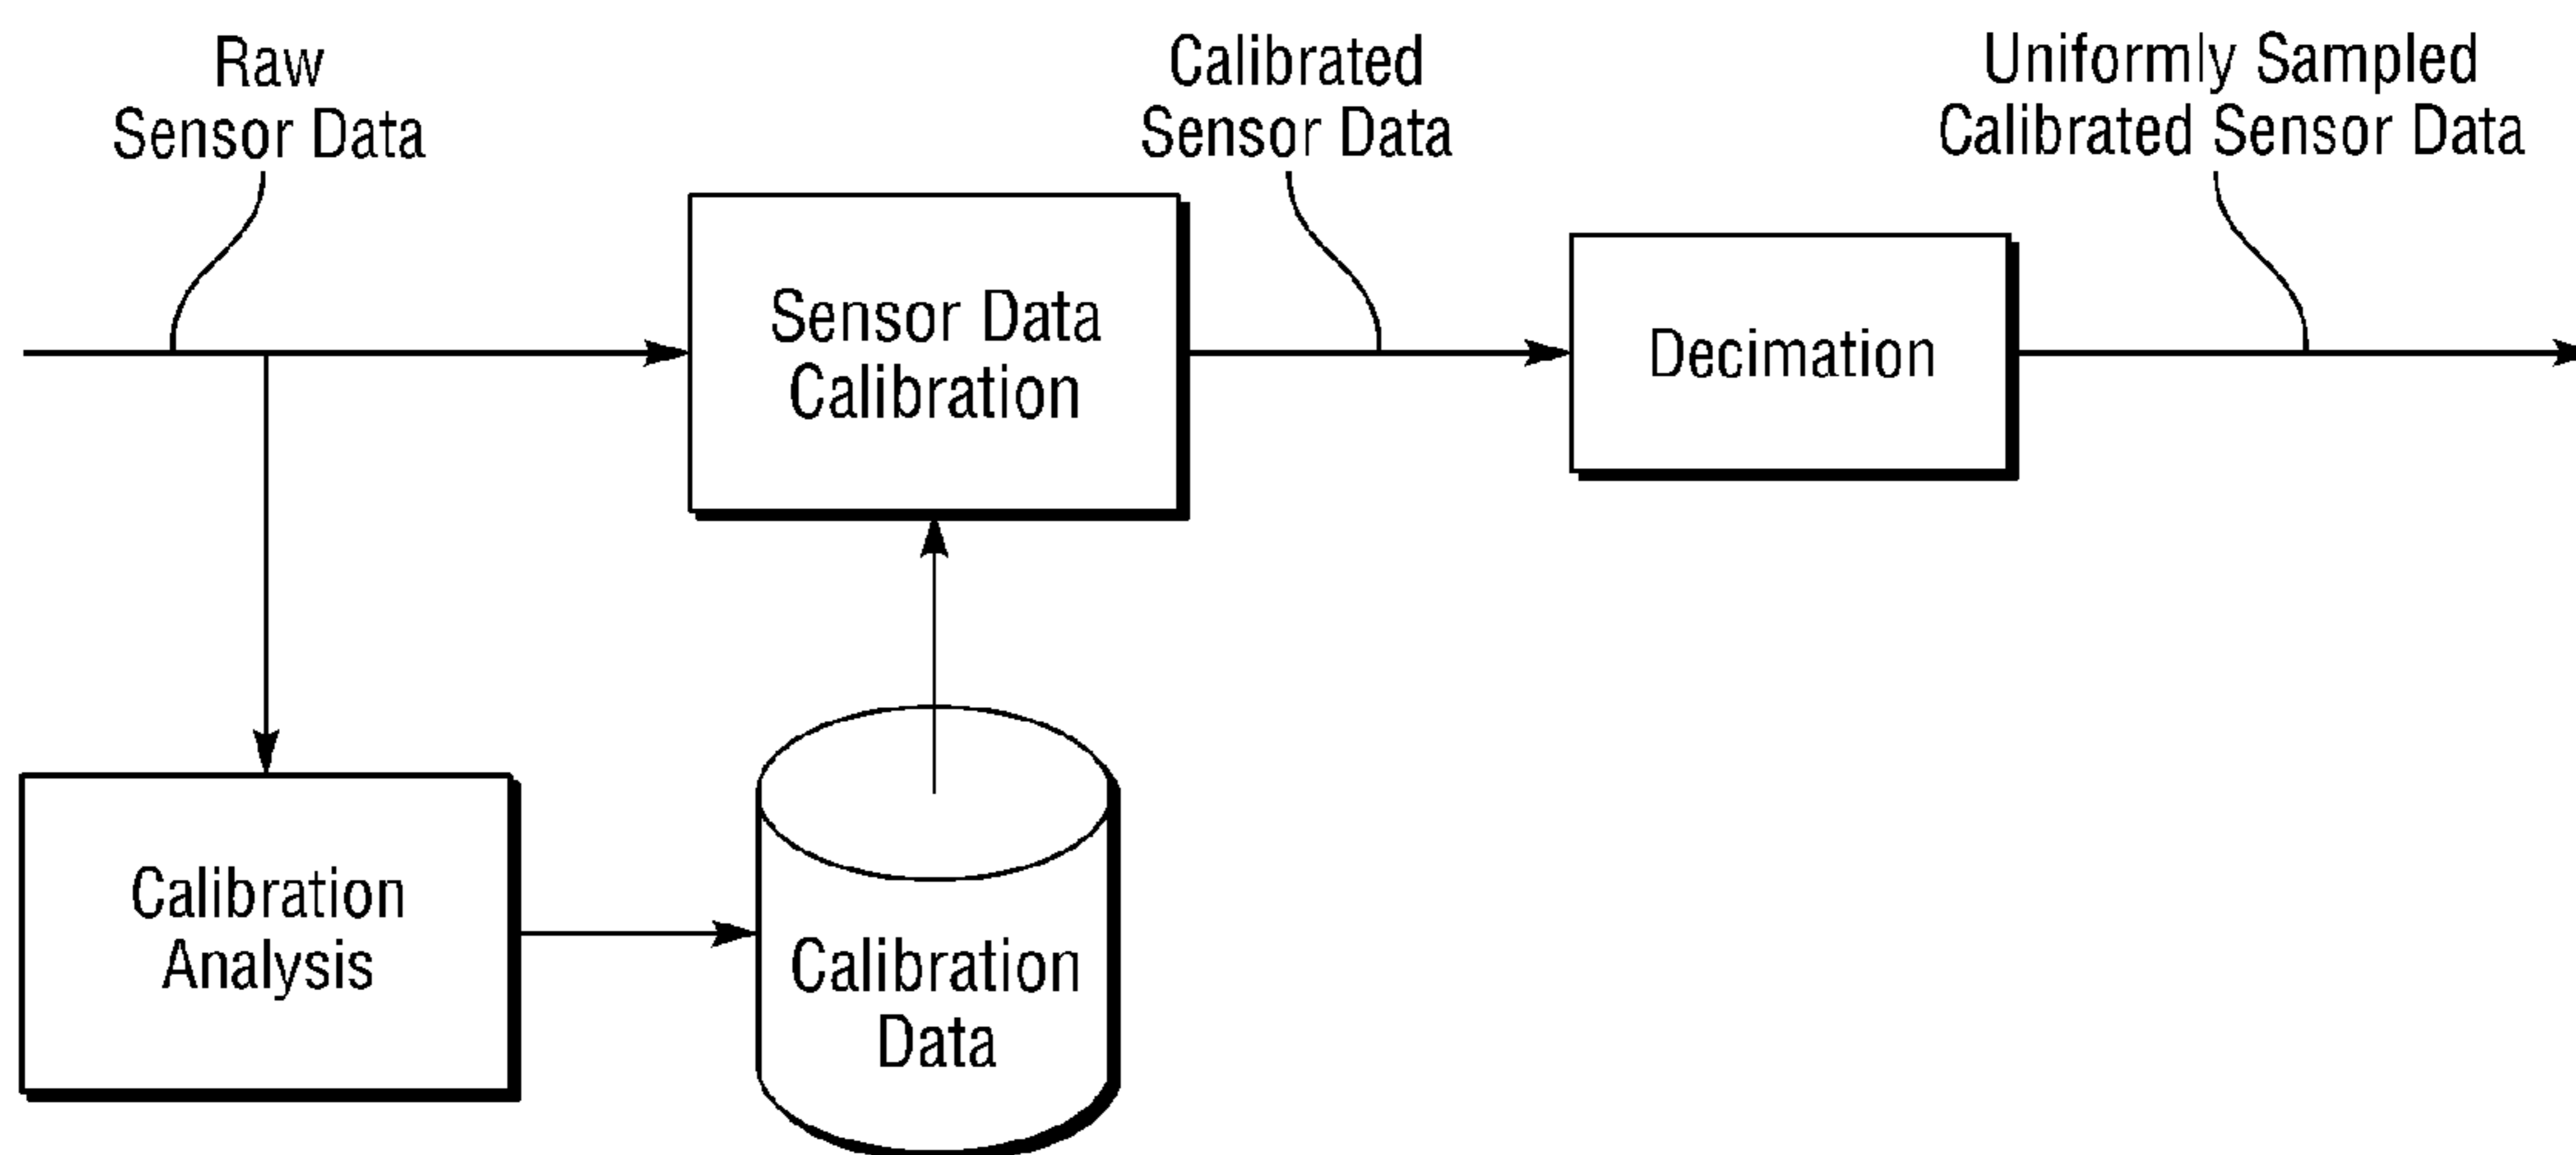 Raw
Sensor Data
Calibrated
Sensor Data
Uniformly Sampled
Calibrated Sensor Data
Sensor Data
Calibration
Decimation
Calibration
Analysis
Calibration
Data